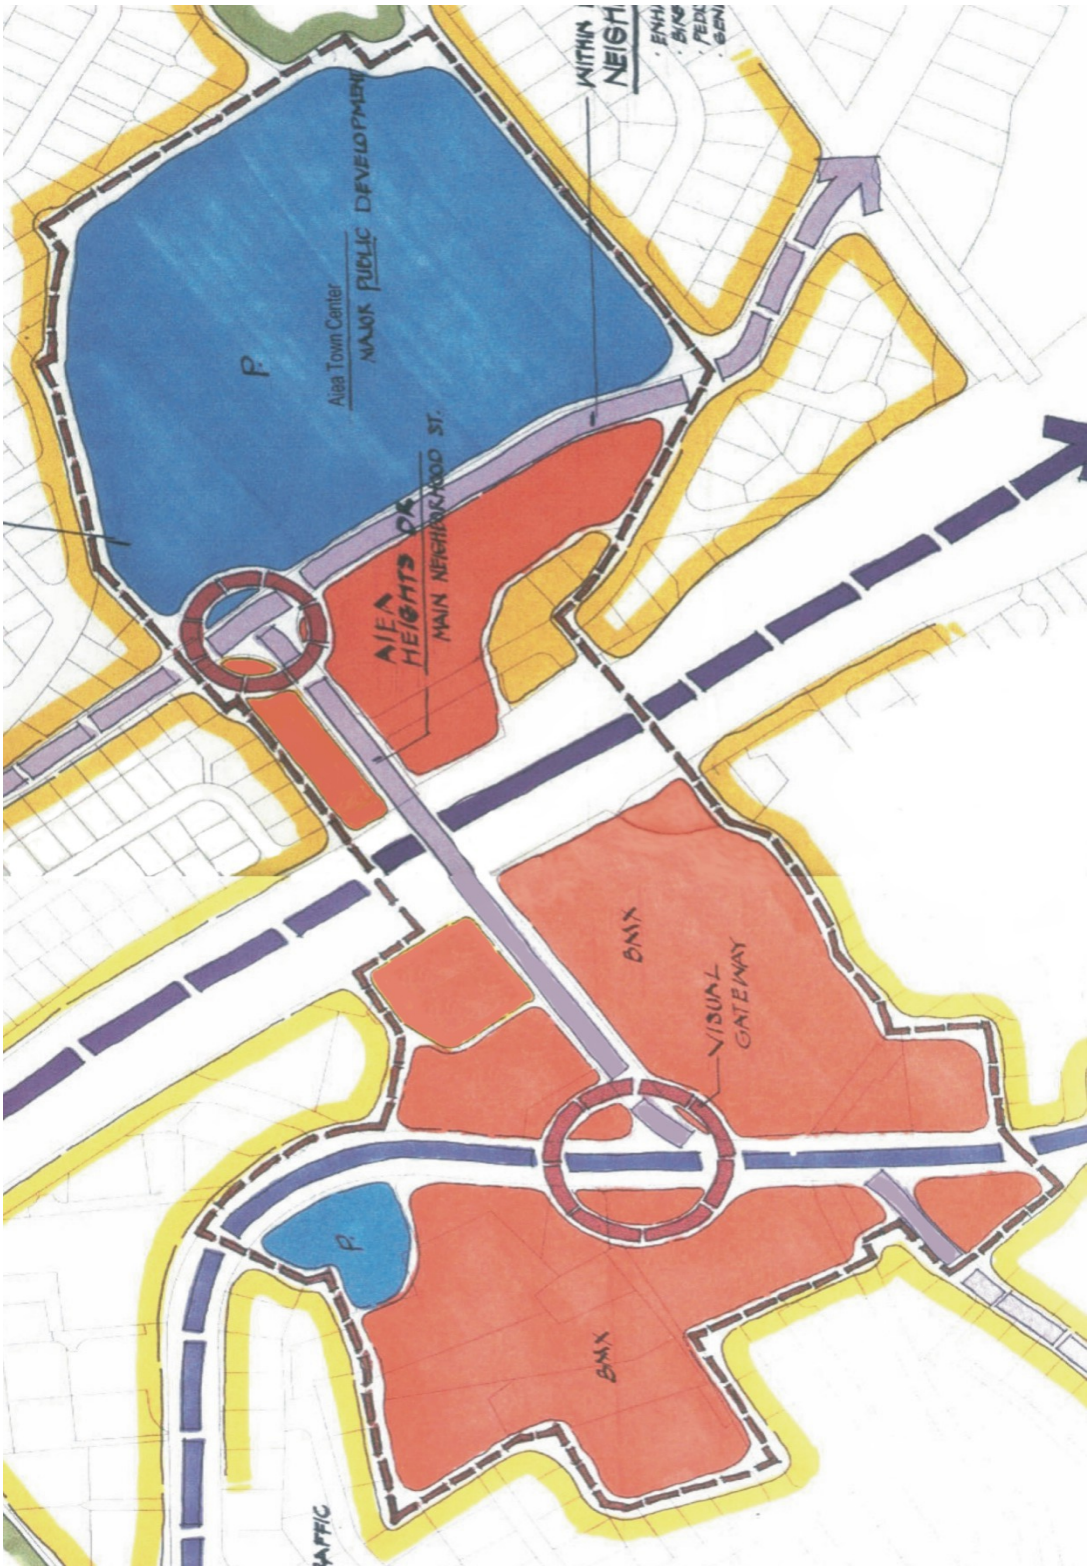 WITHIN
NEIGH
· ENHA
P.
Aiea Town Center
MAJOR PUBLIC DEVELOPMENT
AIEA
HEIGHTS DR
MAIN NEIGHBORHOOD ST.
BMX
VISUAL
GATEWAY
P.
BMX
AFFIC